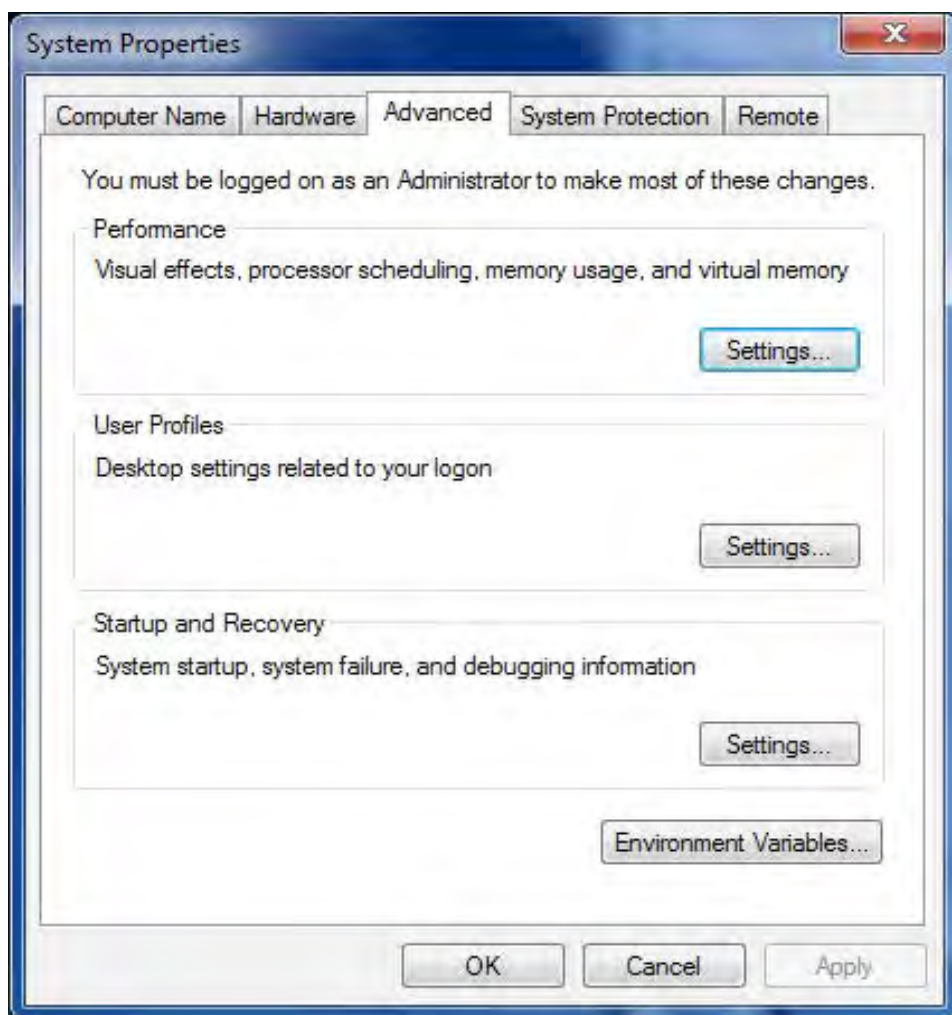 System Properties
Computer Name Hardware Advanced System Protection Remote
You must be logged on as an Administrator to make most of these changes.
Performance
Visual effects, processor scheduling, memory usage, and virtual memory
Settings...
User Profiles
Desktop settings related to your logon
Settings...
Startup and Recovery
System startup, system failure, and debugging information
Settings...
Environment Variables...
OK Cancel Apply